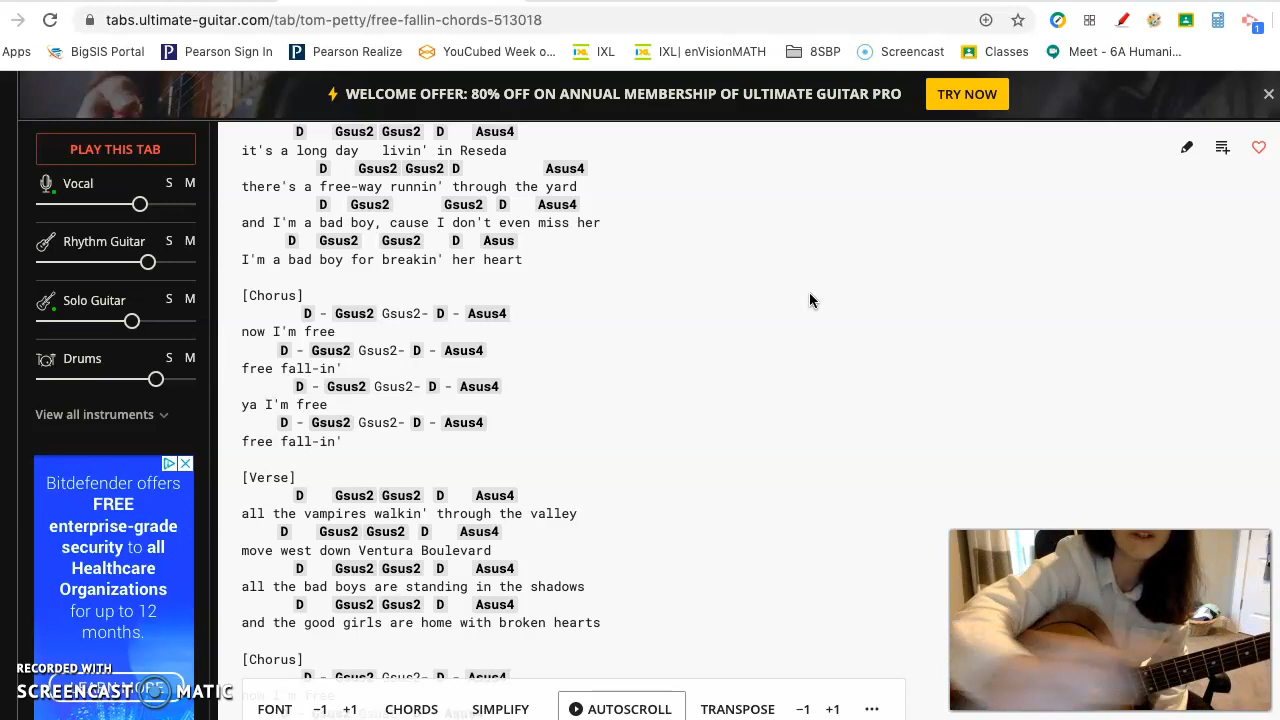 tabs.ultimate-guitar.com/tab/tom-petty/free-fallin-chords-513018
1
Apps BigSIS Portal Pearson Sign In Pearson Realize YouCubed Week o... IXL IXL| enVisionMATH 8SBP Screencast Classes Meet - 6A Humani...
WELCOME OFFER: 80% OFF ON ANNUAL MEMBERSHIP OF ULTIMATE GUITAR PRO TRY NOW
PLAY THIS TAB
Vocal S M
Rhythm Guitar S M
Solo Guitar S M
Drums S M
View all instruments
Bitdefender offers
FREE
enterprise-grade
security to all
Healthcare
Organizations
for up to 12
months.
RECORDED WITH
SCREENCAST MATIC
D Gsus2 Gsus2 D Asus4
it's a long day livin' in Reseda
D Gsus2 Gsus2 D Asus4
there's a free-way runnin' through the yard
D Gsus2 Gsus2 D Asus4
and I'm a bad boy, cause I don't even miss her
D Gsus2 Gsus2 D Asus
I'm a bad boy for breakin' her heart
[Chorus]
D - Gsus2 Gsus2- D - Asus4
now I'm free
D - Gsus2 Gsus2- D - Asus4
free fall-in'
D - Gsus2 Gsus2- D - Asus4
ya I'm free
D - Gsus2 Gsus2- D - Asus4
free fall-in'
[Verse]
D Gsus2 Gsus2 D Asus4
all the vampires walkin' through the valley
D Gsus2 Gsus2 D Asus4
move west down Ventura Boulevard
D Gsus2 Gsus2 D Asus4
all the bad boys are standing in the shadows
D Gsus2 Gsus2 D Asus4
and the good girls are home with broken hearts
[Chorus]
D - Gsus2 Gsus2- D - Asus4
now I'm free
FONT −1 +1 CHORDS SIMPLIFY AUTOSCROLL TRANSPOSE −1 +1 ...